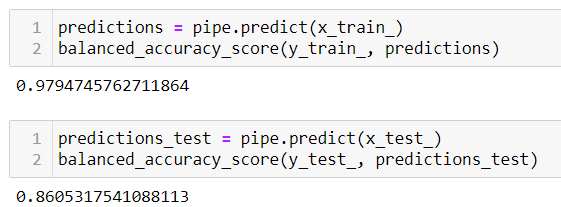 1 predictions = pipe.predict(x_train_)
2 balanced_accuracy_score(y_train_, predictions)
0.9794745762711864
1 predictions_test = pipe.predict(x_test_)
2 balanced_accuracy_score(y_test_, predictions_test)
0.8605317541088113